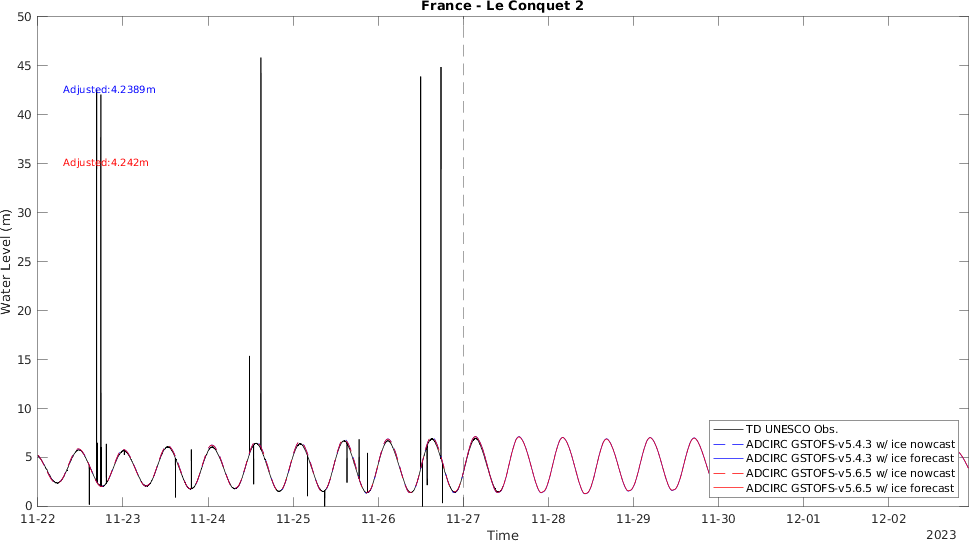 France - Le Conquet 2
50
45
40
35
30
25
20
15
10
5
0
Water Level (m)
Adjusted:4.2389m
Adjusted:4.242m
TD UNESCO Obs.
ADCIRC GSTOFS-v5.4.3 w/ ice nowcast
ADCIRC GSTOFS-v5.4.3 w/ ice forecast
ADCIRC GSTOFS-v5.6.5 w/ ice nowcast
ADCIRC GSTOFS-v5.6.5 w/ ice forecast
11-22 11-23 11-24 11-25 11-26 11-27 11-28 11-29 11-30 12-01 12-02
Time
2023